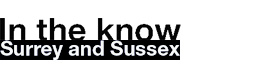 In the know
Surrey and Sussex